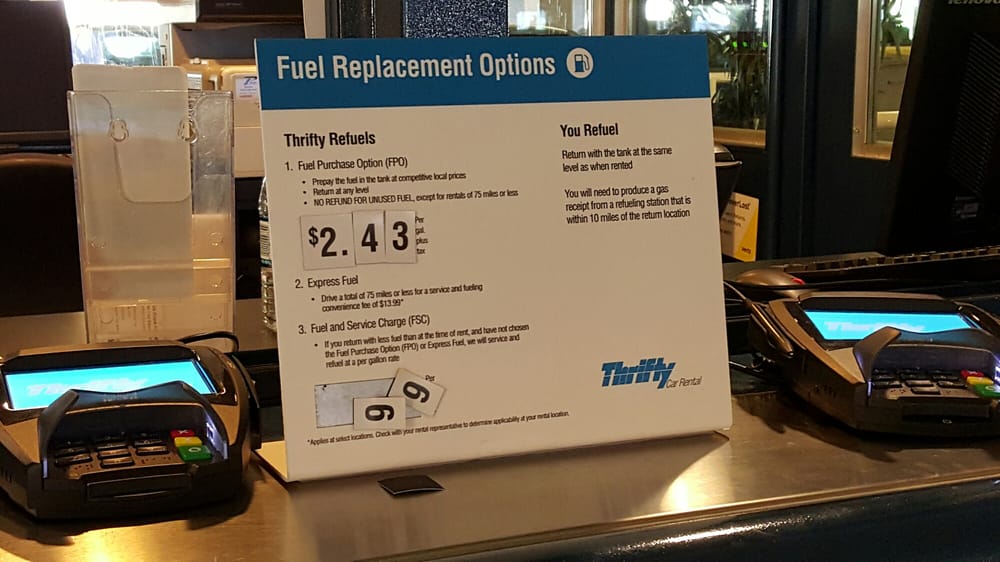 Fuel Replacement Options
Thrifty Refuels
1. Fuel Purchase Option (FPO)
• Prepay the fuel in the tank at competitive local prices
• Return at any level
• NO REFUND FOR UNUSED FUEL, except for rentals of 75 miles or less
$2.43
Per
gal.
plus
tax
2. Express Fuel
• Drive a total of 75 miles or less for a service and fueling
convenience fee of $13.99*
3. Fuel and Service Charge (FSC)
• If you return with less fuel than at the time of rent, and have not chosen
the Fuel Purchase Option (FPO) or Express Fuel, we will service and
refuel at a per gallon rate
9 9
Per
*Applies at select locations. Check with your rental representative to determine applicability at your rental location.
You Refuel
Return with the tank at the same
level as when rented
You will need to produce a gas
receipt from a refueling station that is
within 10 miles of the return location
Thrifty
Car Rental
lenovo
Thrifty
Thrifty